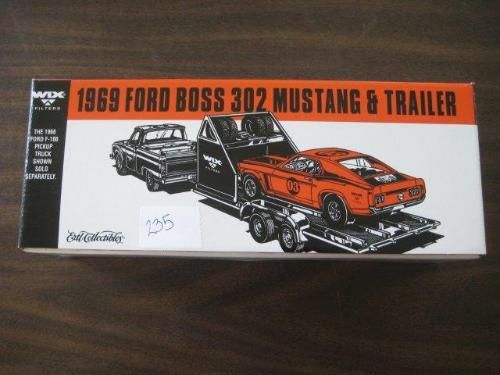 WIX
FILTERS
1969 FORD BOSS 302 MUSTANG & TRAILER
THE 1966
FORD F-100
PICKUP
TRUCK
SHOWN
SOLD
SEPARATELY.
WIX
FILTERS
03
235
Ertl Collectibles